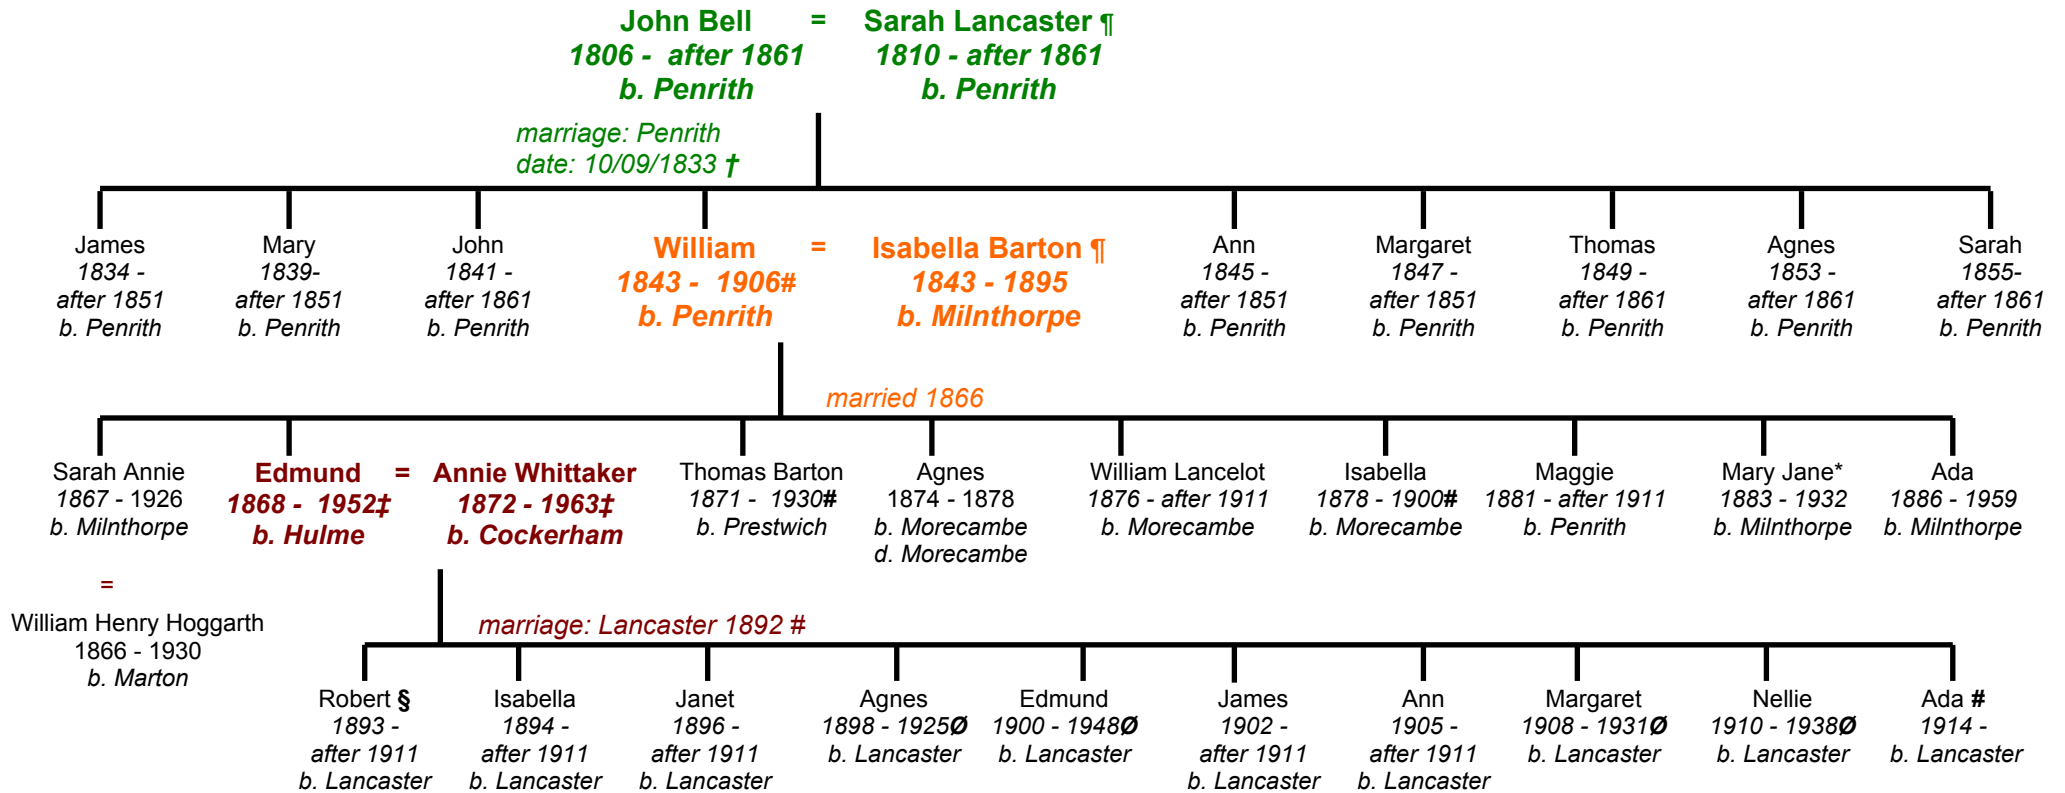 John Bell = Sarah Lancaster ¶
1806 - after 1861 1810 - after 1861
b. Penrith b. Penrith
marriage: Penrith
date: 10/09/1833 †
James Mary John William = Isabella Barton ¶ Ann Margaret Thomas Agnes Sarah
1834 - 1839- 1841 - 1843 - 1906# 1843 - 1895 1845 - 1847 - 1849 - 1853 - 1855-
after 1851 after 1851 after 1861 b. Penrith b. Milnthorpe after 1851 after 1851 after 1861 after 1861 after 1861
b. Penrith b. Penrith b. Penrith b. Penrith b. Penrith b. Penrith b. Penrith b. Penrith
married 1866
Sarah Annie Edmund = Annie Whittaker Thomas Barton Agnes William Lancelot Isabella Maggie Mary Jane* Ada
1867 - 1926 1868 - 1952‡ 1872 - 1963‡ 1871 - 1930# 1874 - 1878 1876 - after 1911 1878 - 1900# 1881 - after 1911 1883 - 1932 1886 - 1959
b. Milnthorpe b. Hulme b. Cockerham b. Prestwich b. Morecambe b. Morecambe b. Morecambe b. Penrith b. Milnthorpe b. Milnthorpe
d. Morecambe
=
William Henry Hoggarth
1866 - 1930
b. Marton
marriage: Lancaster 1892 #
Robert § Isabella Janet Agnes Edmund James Ann Margaret Nellie Ada #
1893 - 1894 - 1896 - 1898 - 1925Ø 1900 - 1948Ø 1902 - 1905 - 1908 - 1931Ø 1910 - 1938Ø 1914 -
after 1911 after 1911 after 1911 b. Lancaster b. Lancaster after 1911 after 1911 b. Lancaster b. Lancaster b. Lancaster
b. Lancaster b. Lancaster b. Lancaster b. Lancaster b. Lancaster